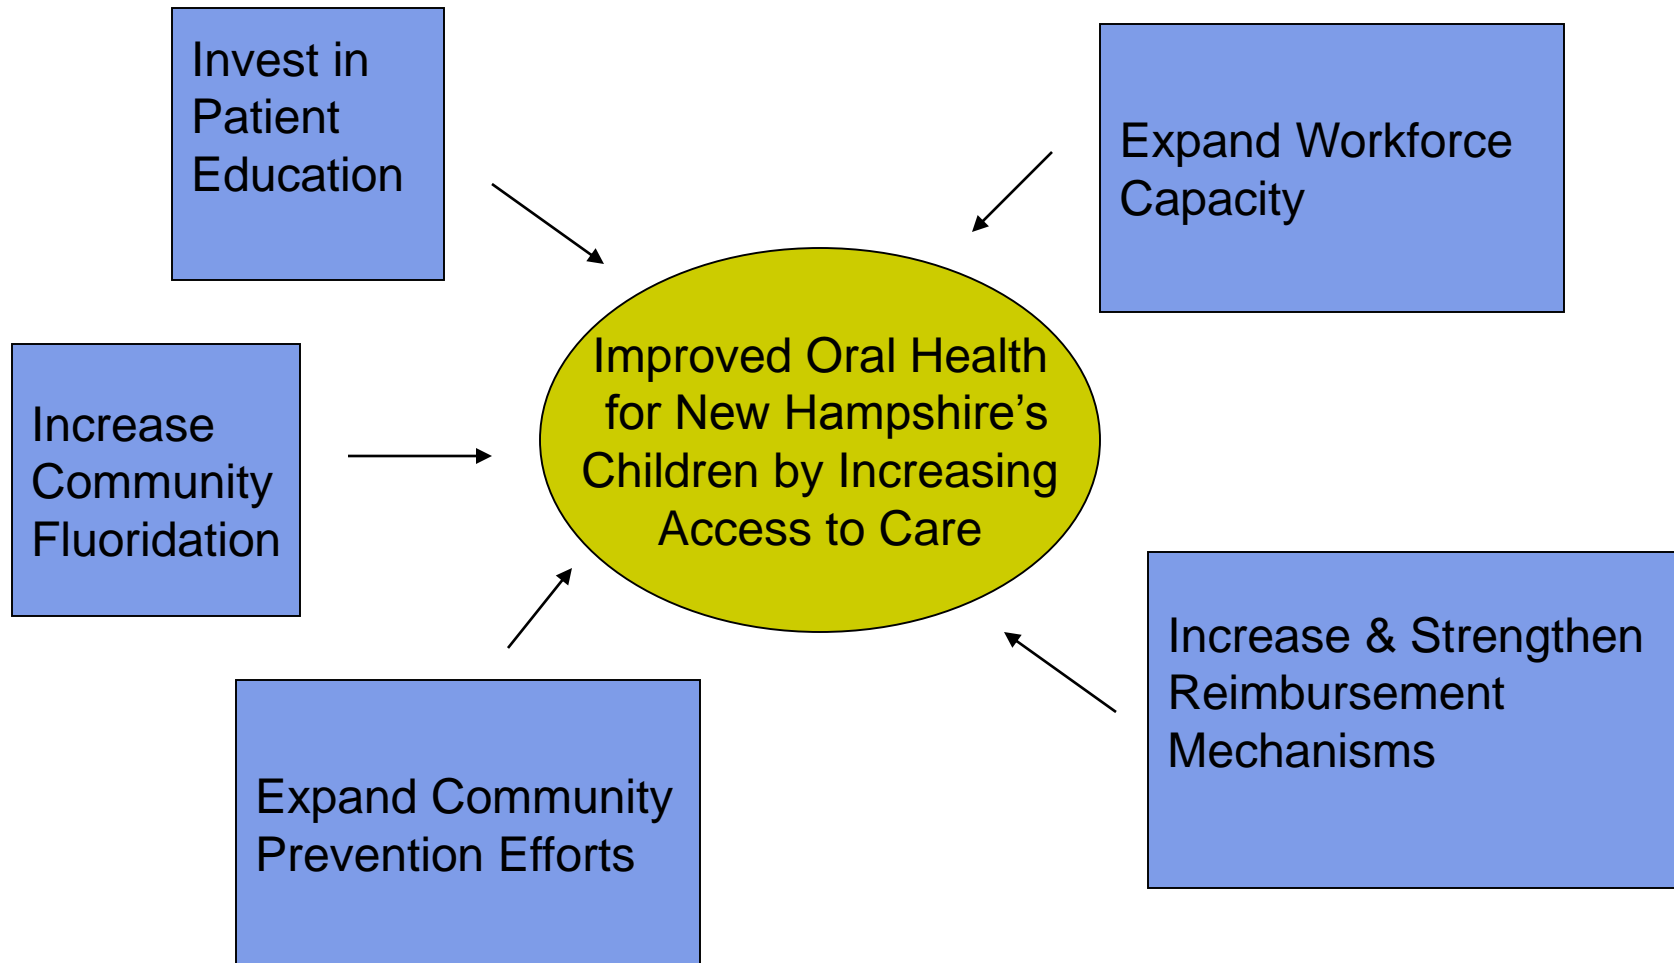 Invest in
Patient
Education
Expand Workforce
Capacity
Improved Oral Health
for New Hampshire’s
Children by Increasing
Access to Care
Increase
Community
Fluoridation
Increase & Strengthen
Reimbursement
Mechanisms
Expand Community
Prevention Efforts